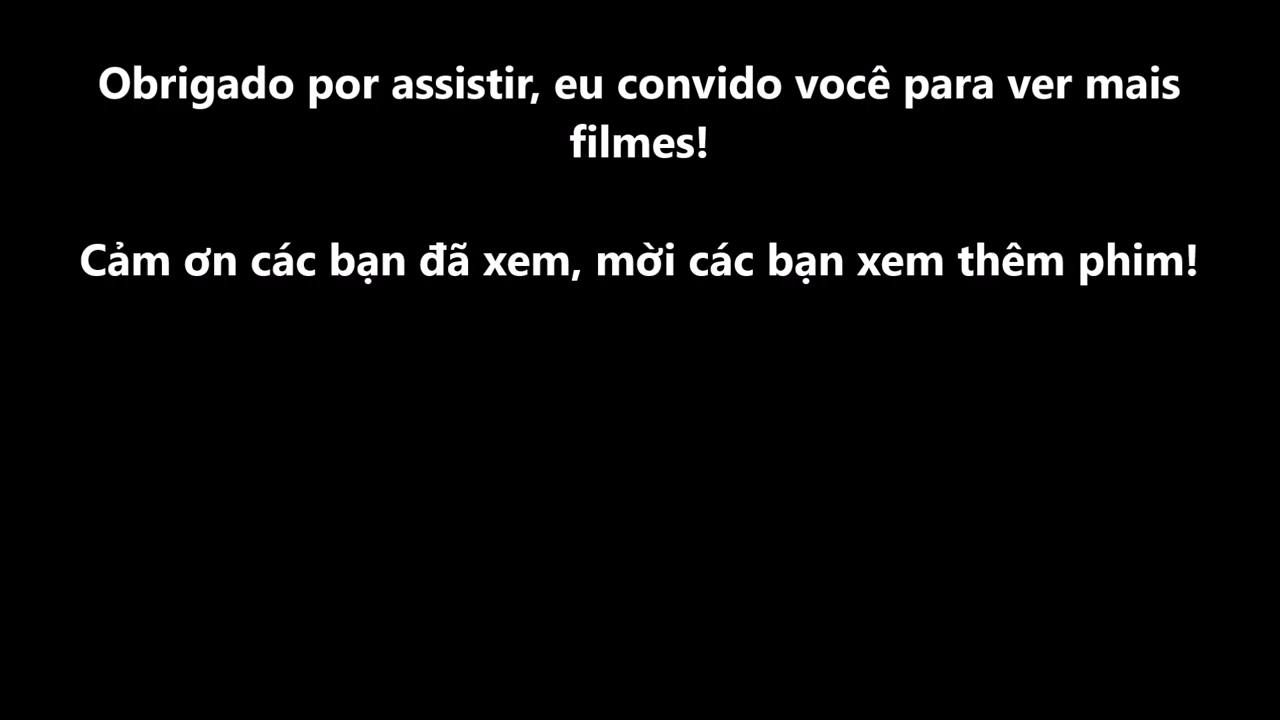 Obrigado por assistir, eu convido você para ver mais
filmes!
Cảm ơn các bạn đã xem, mời các bạn xem thêm phim!